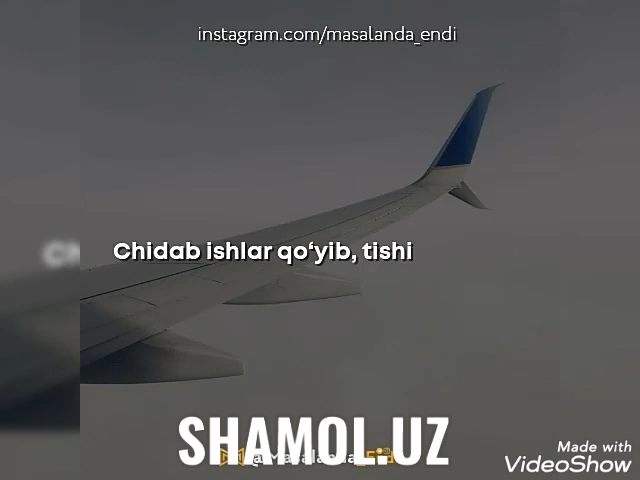 instagram.com/masalanda_endi
Chidab ishlar qo‘yib, tishi
SHAMOL.UZ
Made with
VideoShow